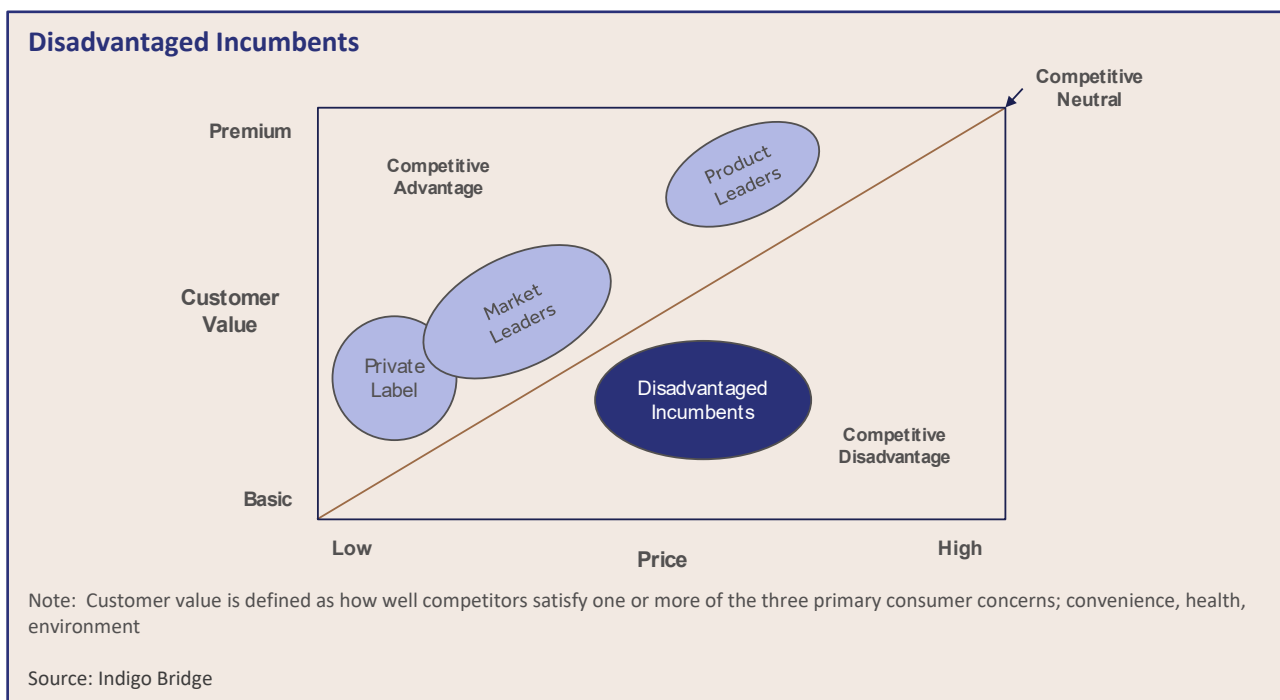 Disadvantaged Incumbents
Competitive
Neutral
Premium
Competitive
Advantage
Product
Leaders
Customer
Value
Market
Leaders
Private
Label
Disadvantaged
Incumbents
Competitive
Disadvantage
Basic
Low
Price
High
Note:  Customer value is defined as how well competitors satisfy one or more of the three primary consumer concerns; convenience, health,
environment
Source: Indigo Bridge